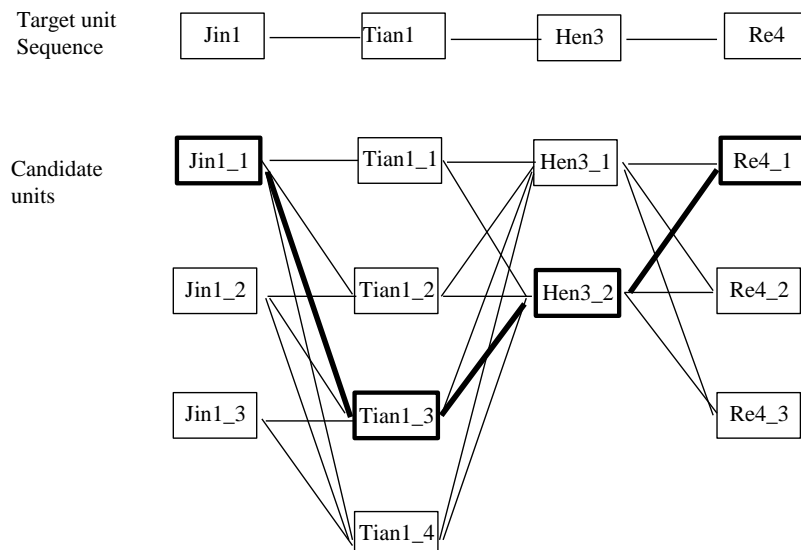 Target unit
Sequence
Jin1
Tian1
Hen3
Re4
Candidate
units
Jin1_1
Tian1_1
Hen3_1
Re4_1
Jin1_2
Tian1_2
Hen3_2
Re4_2
Jin1_3
Tian1_3
Re4_3
Tian1_4